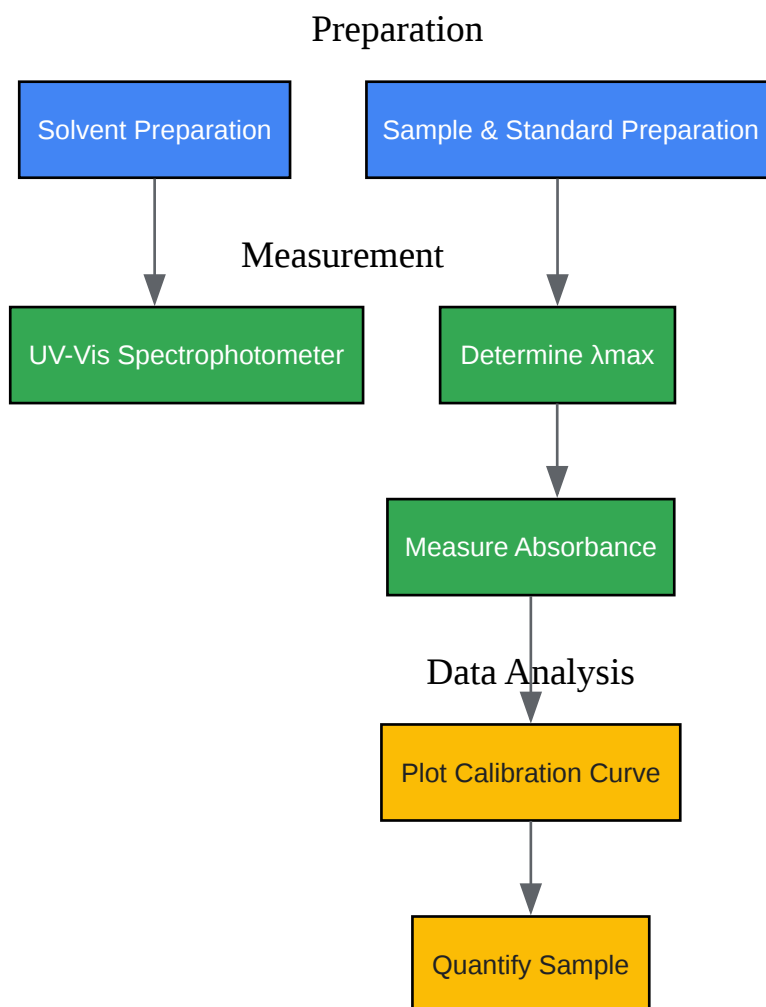 Preparation
Solvent Preparation
Sample & Standard Preparation
Measurement
UV-Vis Spectrophotometer
Determine λmax
Measure Absorbance
Data Analysis
Plot Calibration Curve
Quantify Sample